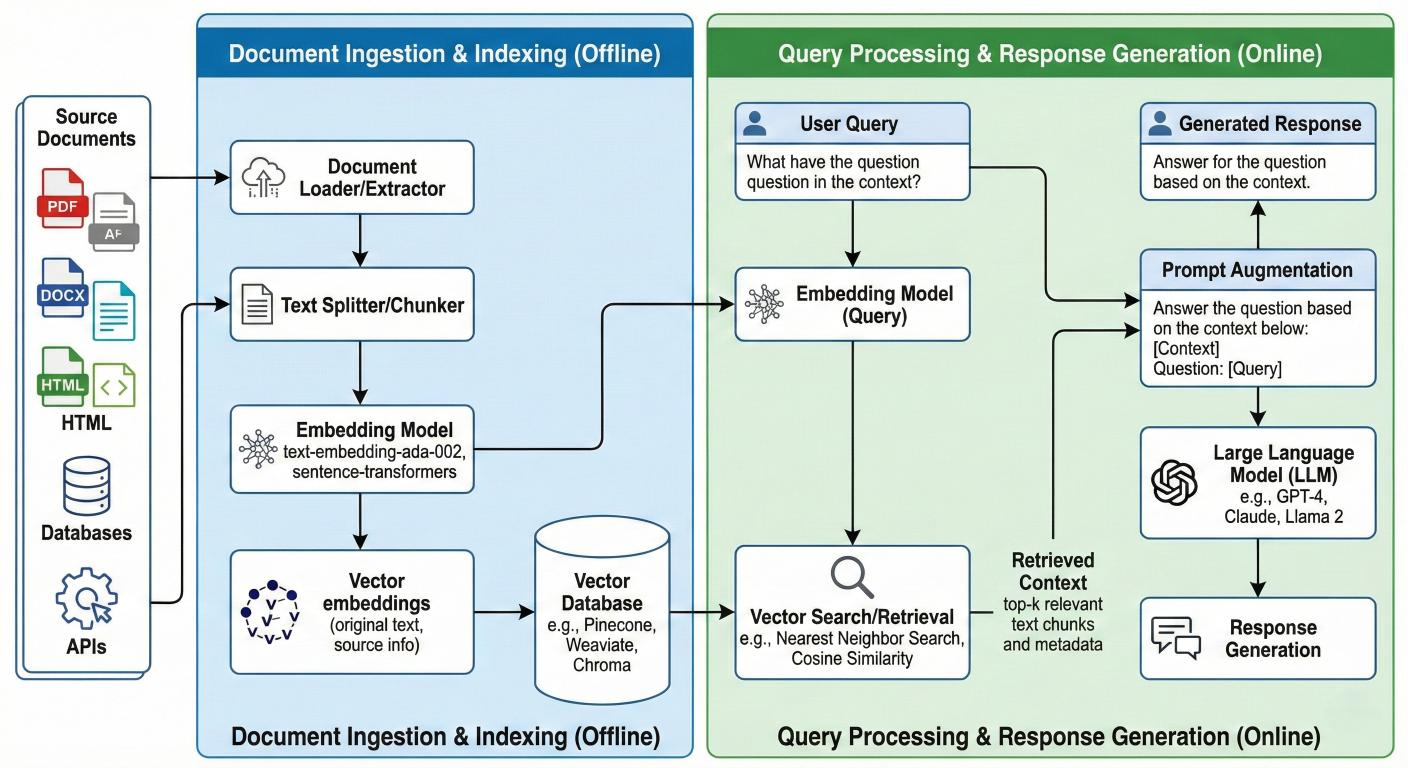 Document Ingestion & Indexing (Offline)
Query Processing & Response Generation (Online)
Source
Documents
PDF
AF
DOCX
HTML
HTML
Databases
APIs
Document
Loader/Extractor
Text Splitter/Chunker
Embedding Model
text-embedding-ada-002,
sentence-transformers
Vector
embeddings
(original text,
source info)
Vector
Database
e.g., Pinecone,
Weaviate,
Chroma
User Query
What have the question
question in the context?
Embedding Model
(Query)
Vector Search/Retrieval
e.g., Nearest Neighbor Search,
Cosine Similarity
Retrieved
Context
top-k relevant
text chunks
and metadata
Generated Response
Answer for the question
based on the context.
Prompt Augmentation
Answer the question based
on the context below:
[Context]
Question: [Query]
Large Language
Model (LLM)
e.g., GPT-4,
Claude, Llama 2
Response
Generation
Document Ingestion & Indexing (Offline)
Query Processing & Response Generation (Online)